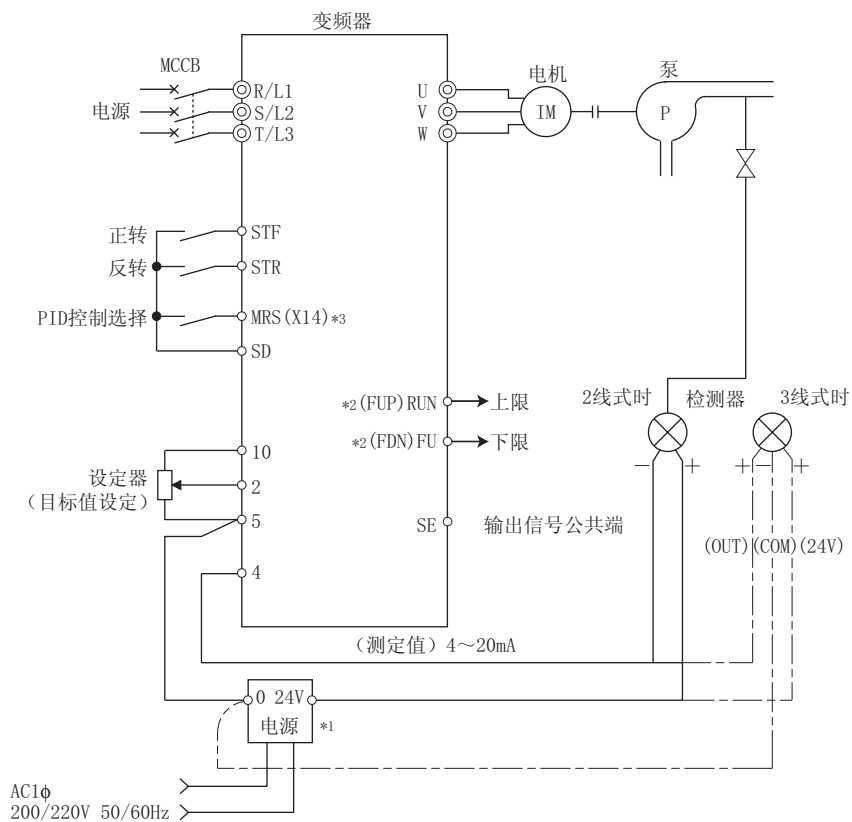 变频器
MCCB
电源
R/L1
S/L2
T/L3
U
V
W
电机
IM
泵
P
正转
STF
反转
STR
PID控制选择
MRS(X14)*3
SD
*2(FUP)RUN
上限
*2(FDN)FU
下限
2线式时
检测器
3线式时
- +
+ - +
设定器
(目标值设定)
10
2
5
4
SE
输出信号公共端
(OUT)(COM)(24V)
(测定值)4～20mA
0 24V
电源
*1
AC1ϕ
200/220V 50/60Hz